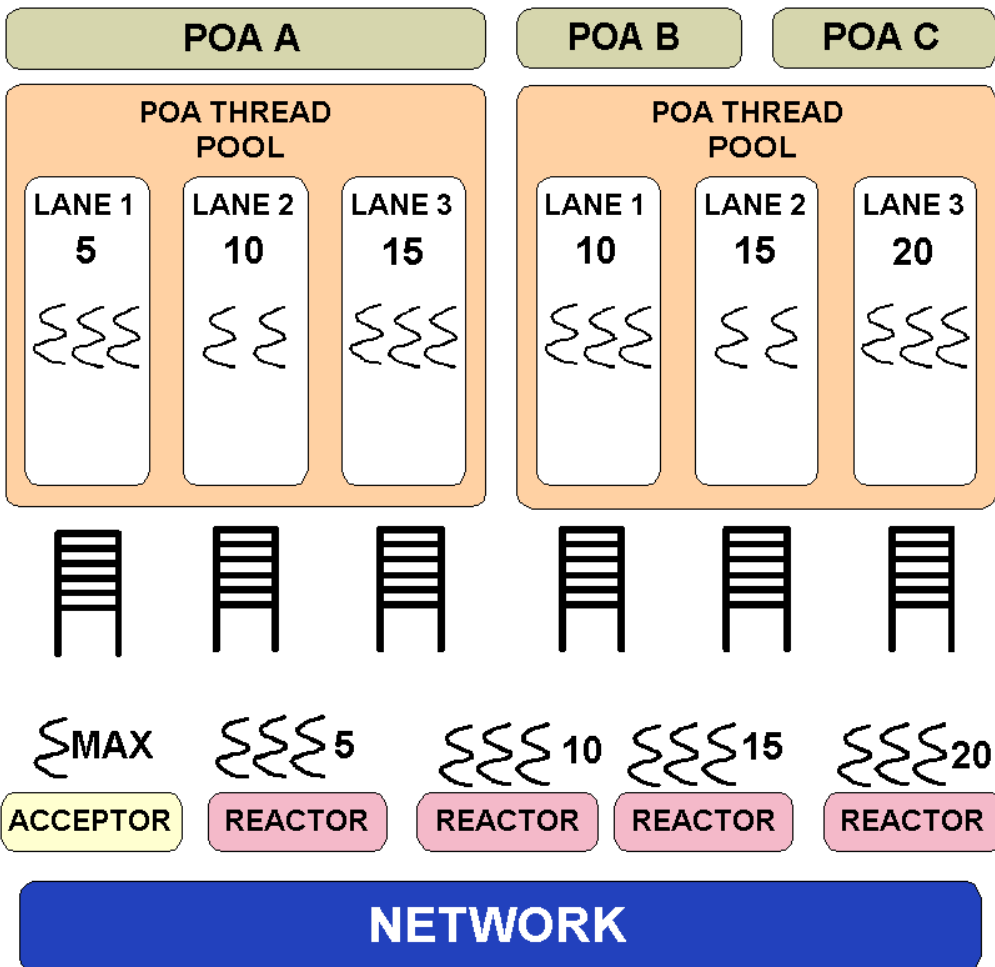 POA A
POA B
POA C
POA THREAD
POOL
LANE 1
5
LANE 2
10
LANE 3
15
POA THREAD
POOL
LANE 1
10
LANE 2
15
LANE 3
20
MAX
5
10
15
20
ACCEPTOR
REACTOR
REACTOR
REACTOR
REACTOR
NETWORK